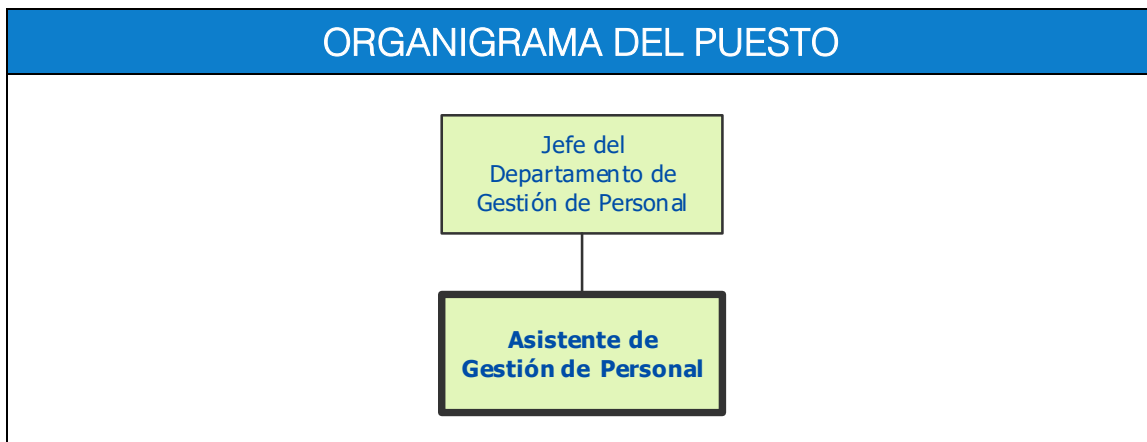 ORGANIGRAMA DEL PUESTO
Jefe del
Departamento de
Gestión de Personal
Asistente de
Gestión de Personal